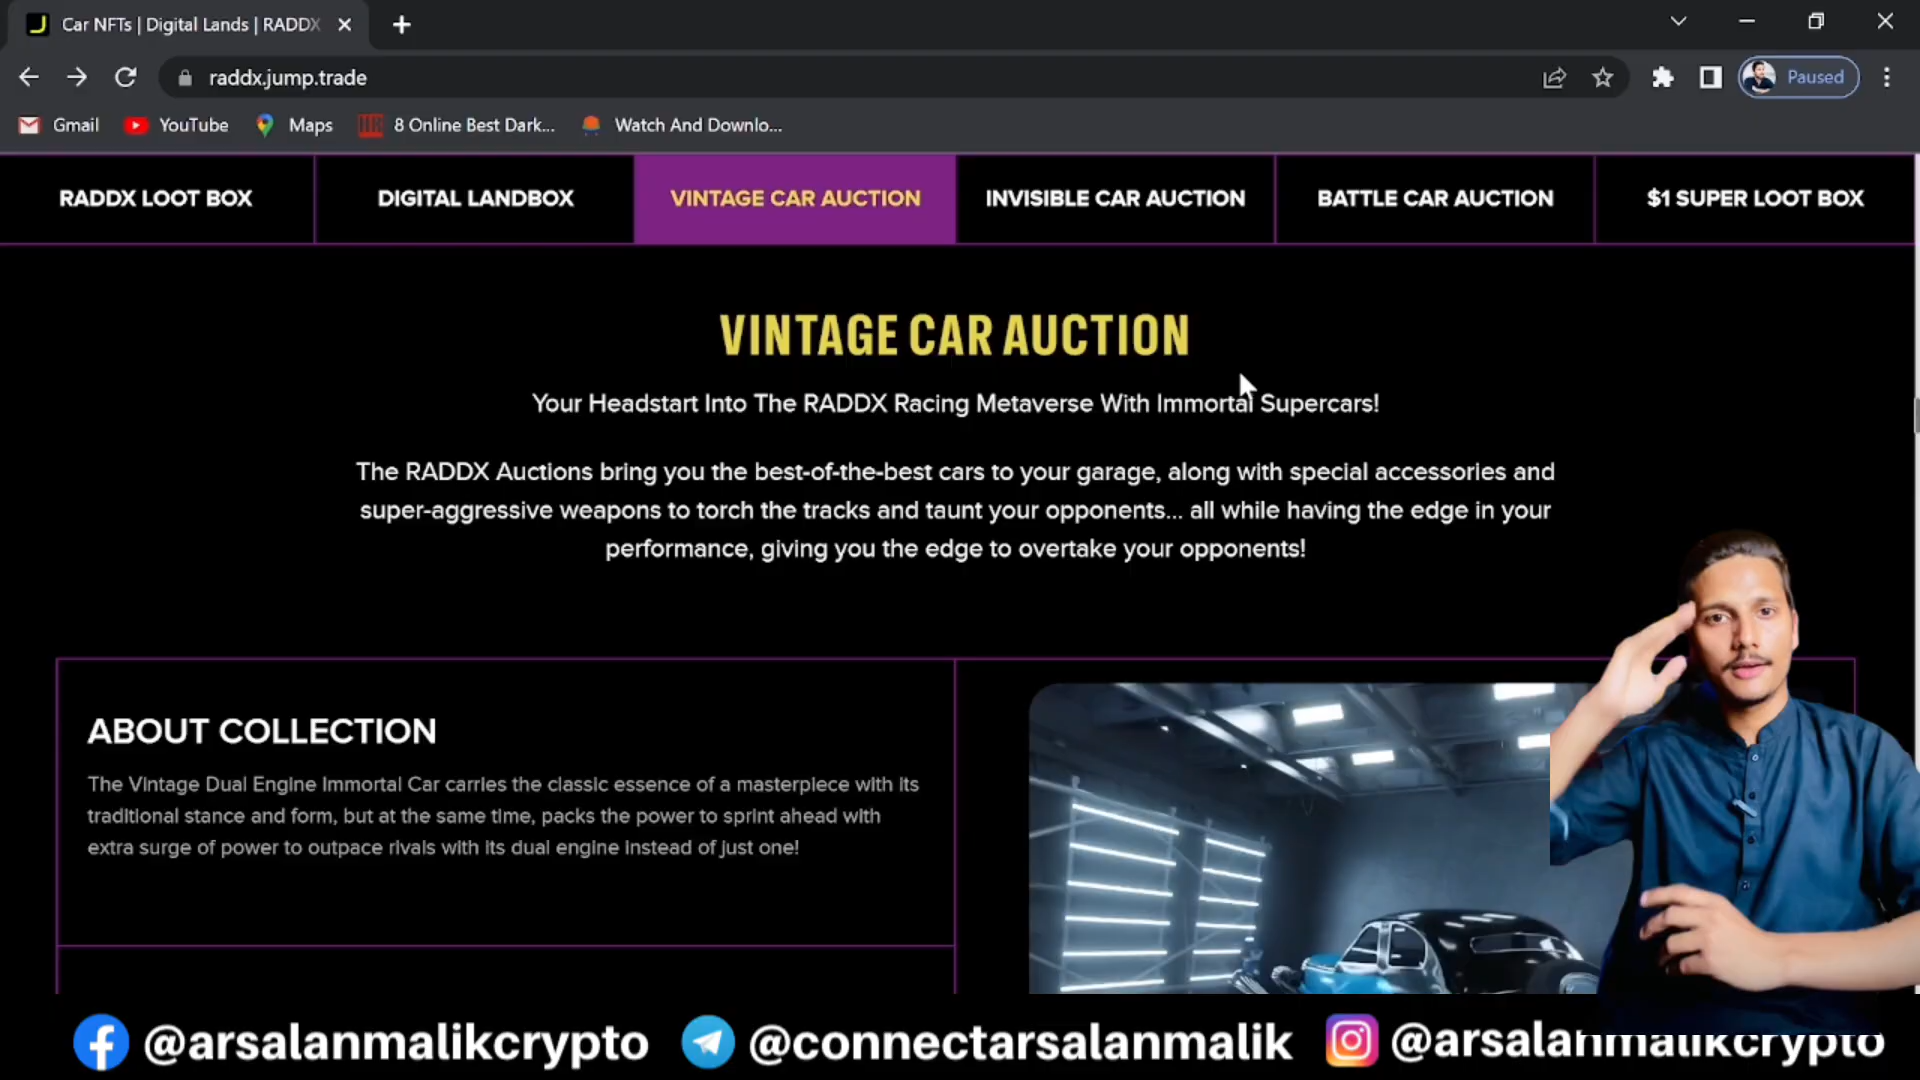 Car NFTs | Digital Lands | RADDX
raddx.jump.trade
Paused
Gmail
YouTube
Maps
8 Online Best Dark...
Watch And Downlo...
RADDX LOOT BOX
DIGITAL LANDBOX
VINTAGE CAR AUCTION
INVISIBLE CAR AUCTION
BATTLE CAR AUCTION
$1 SUPER LOOT BOX
VINTAGE CAR AUCTION
Your Headstart Into The RADDX Racing Metaverse With Immortal Supercars!
The RADDX Auctions bring you the best-of-the-best cars to your garage, along with special accessories and
super-aggressive weapons to torch the tracks and taunt your opponents... all while having the edge in your
performance, giving you the edge to overtake your opponents!
ABOUT COLLECTION
The Vintage Dual Engine Immortal Car carries the classic essence of a masterpiece with its
traditional stance and form, but at the same time, packs the power to sprint ahead with
extra surge of power to outpace rivals with its dual engine instead of just one!
@arsalanmalikcrypto
@connectarsalanmalik
@arsalanmalikcrypto